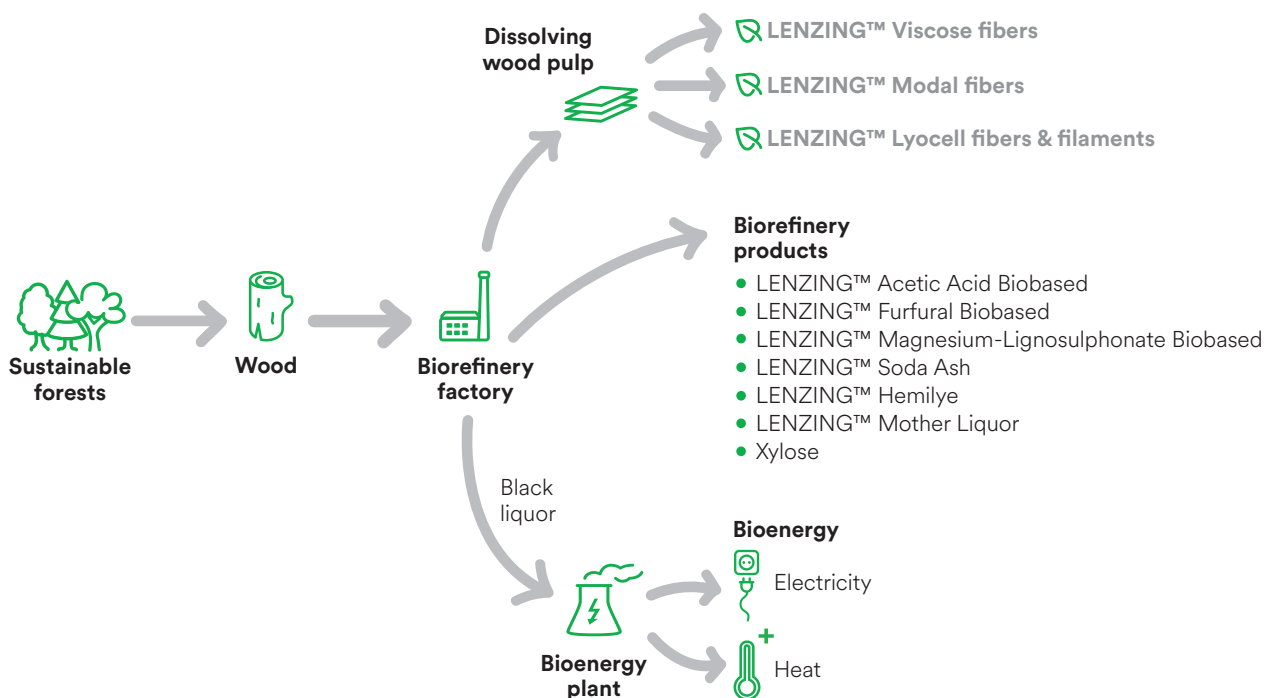 Dissolving
wood pulp
LENZING™ Viscose fibers
LENZING™ Modal fibers
LENZING™ Lyocell fibers & filaments
Biorefinery
products
LENZING™ Acetic Acid Biobased
LENZING™ Furfural Biobased
LENZING™ Magnesium-Lignosulphonate Biobased
LENZING™ Soda Ash
LENZING™ Hemilye
LENZING™ Mother Liquor
Xylose
Sustainable
forests
Wood
Biorefinery
factory
Black
liquor
Bioenergy
plant
Bioenergy
Electricity
Heat